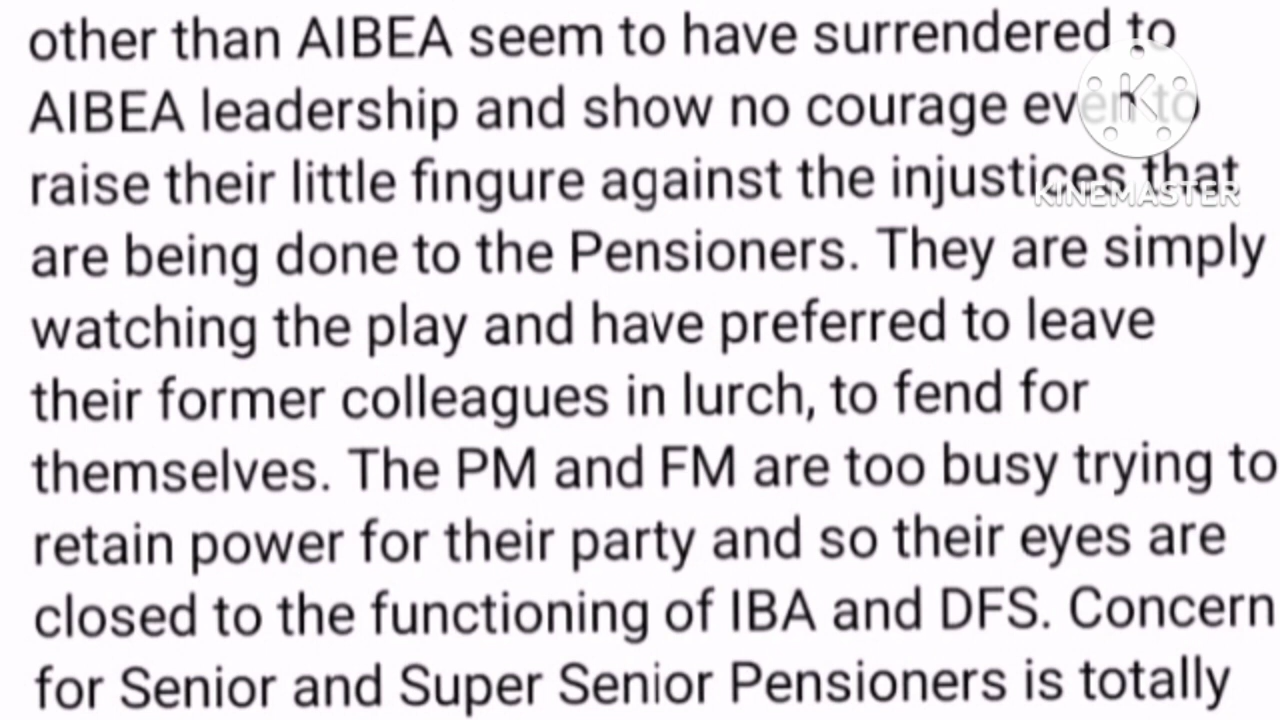 other than AIBEA seem to have surrendered to
AIBEA leadership and show no courage even to
raise their little fingure against the injustices that
are being done to the Pensioners. They are simply
watching the play and have preferred to leave
their former colleagues in lurch, to fend for
themselves. The PM and FM are too busy trying to
retain power for their party and so their eyes are
closed to the functioning of IBA and DFS. Concern
for Senior and Super Senior Pensioners is totally
K
KINEMASTER